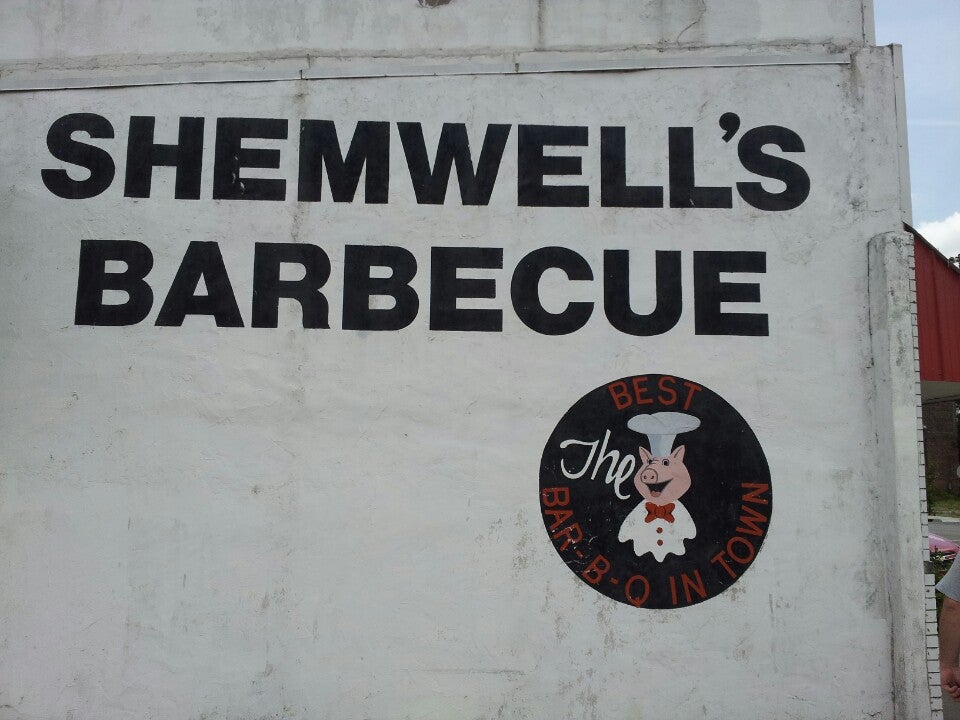 SHEMWELL'S
BARBECUE
The
BEST
BAR-B-Q IN TOWN